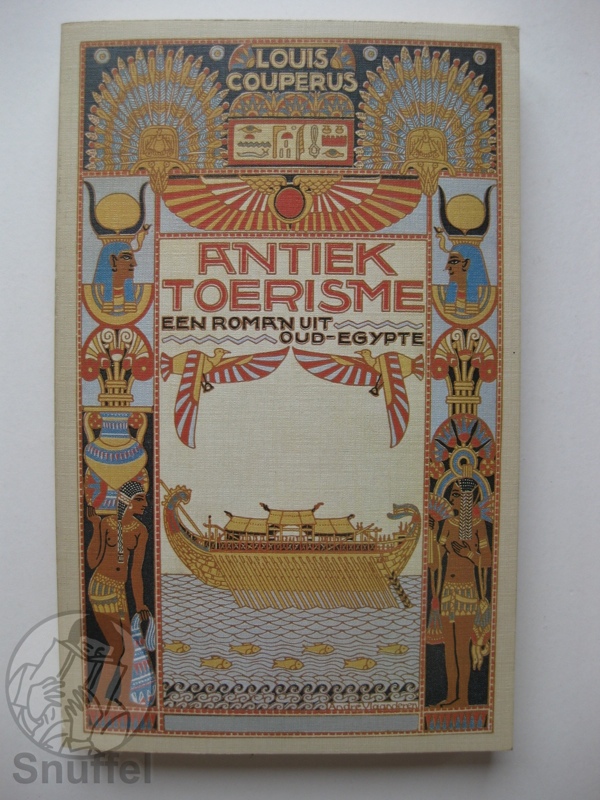 LOUIS
COUPERUS
ANTIEK
TOERISME
EEN ROMAN UIT
OUD-EGYPTE
Snuffel